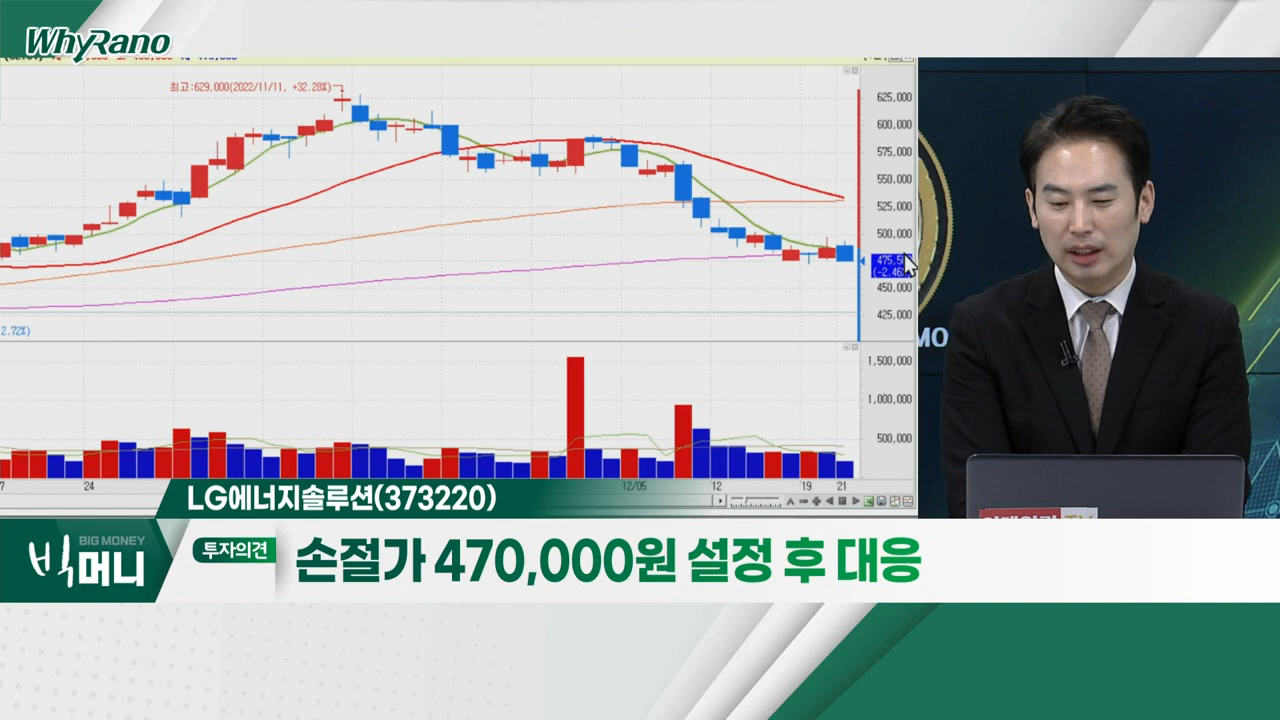 WhyRano
최고:629,000(2022/11/11, +32.28%)
625,000
600,000
575,000
550,000
525,000
500,000
450,000
425,000
2.72%)
1,500,000
1,000,000
500,000
24
12/05
12
19
21
MO
LG에너지솔루션(373220)
BIG MONEY
빅머니
투자의견
손절가 470,000원 설정 후 대응